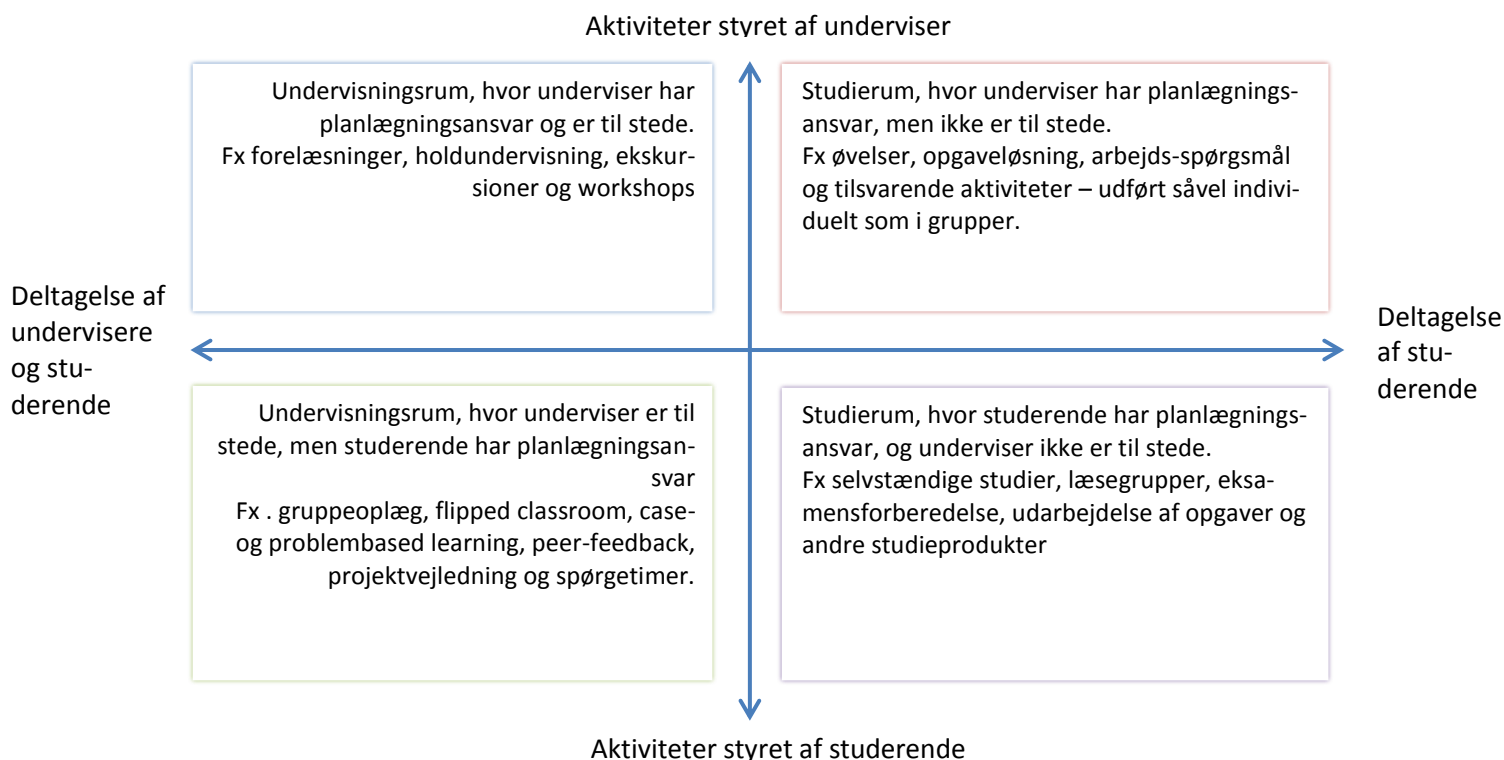 Aktiviteter styret af underviser
Undervisningsrum, hvor underviser har
planlægningsansvar og er til stede.
Fx forelæsninger, holdundervisning, ekskur-
sioner og workshops
Studierum, hvor underviser har planlægnings-
ansvar, men ikke er til stede.
Fx øvelser, opgaveløsning, arbejds-spørgsmål
og tilsvarende aktiviteter – udført såvel indivi-
duelt som i grupper.
Deltagelse af
undervisere
og stu-
derende
Deltagelse
af stu-
derende
Undervisningsrum, hvor underviser er til
stede, men studerende har planlægningsan-
svar
Fx . gruppeoplæg, flipped classroom, case-
og problembased learning, peer-feedback,
projektvejledning og spørgetimer.
Studierum, hvor studerende har planlægnings-
ansvar, og underviser ikke er til stede.
Fx selvstændige studier, læsegrupper, eksa-
mensforberedelse, udarbejdelse af opgaver og
andre studieprodukter
Aktiviteter styret af studerende